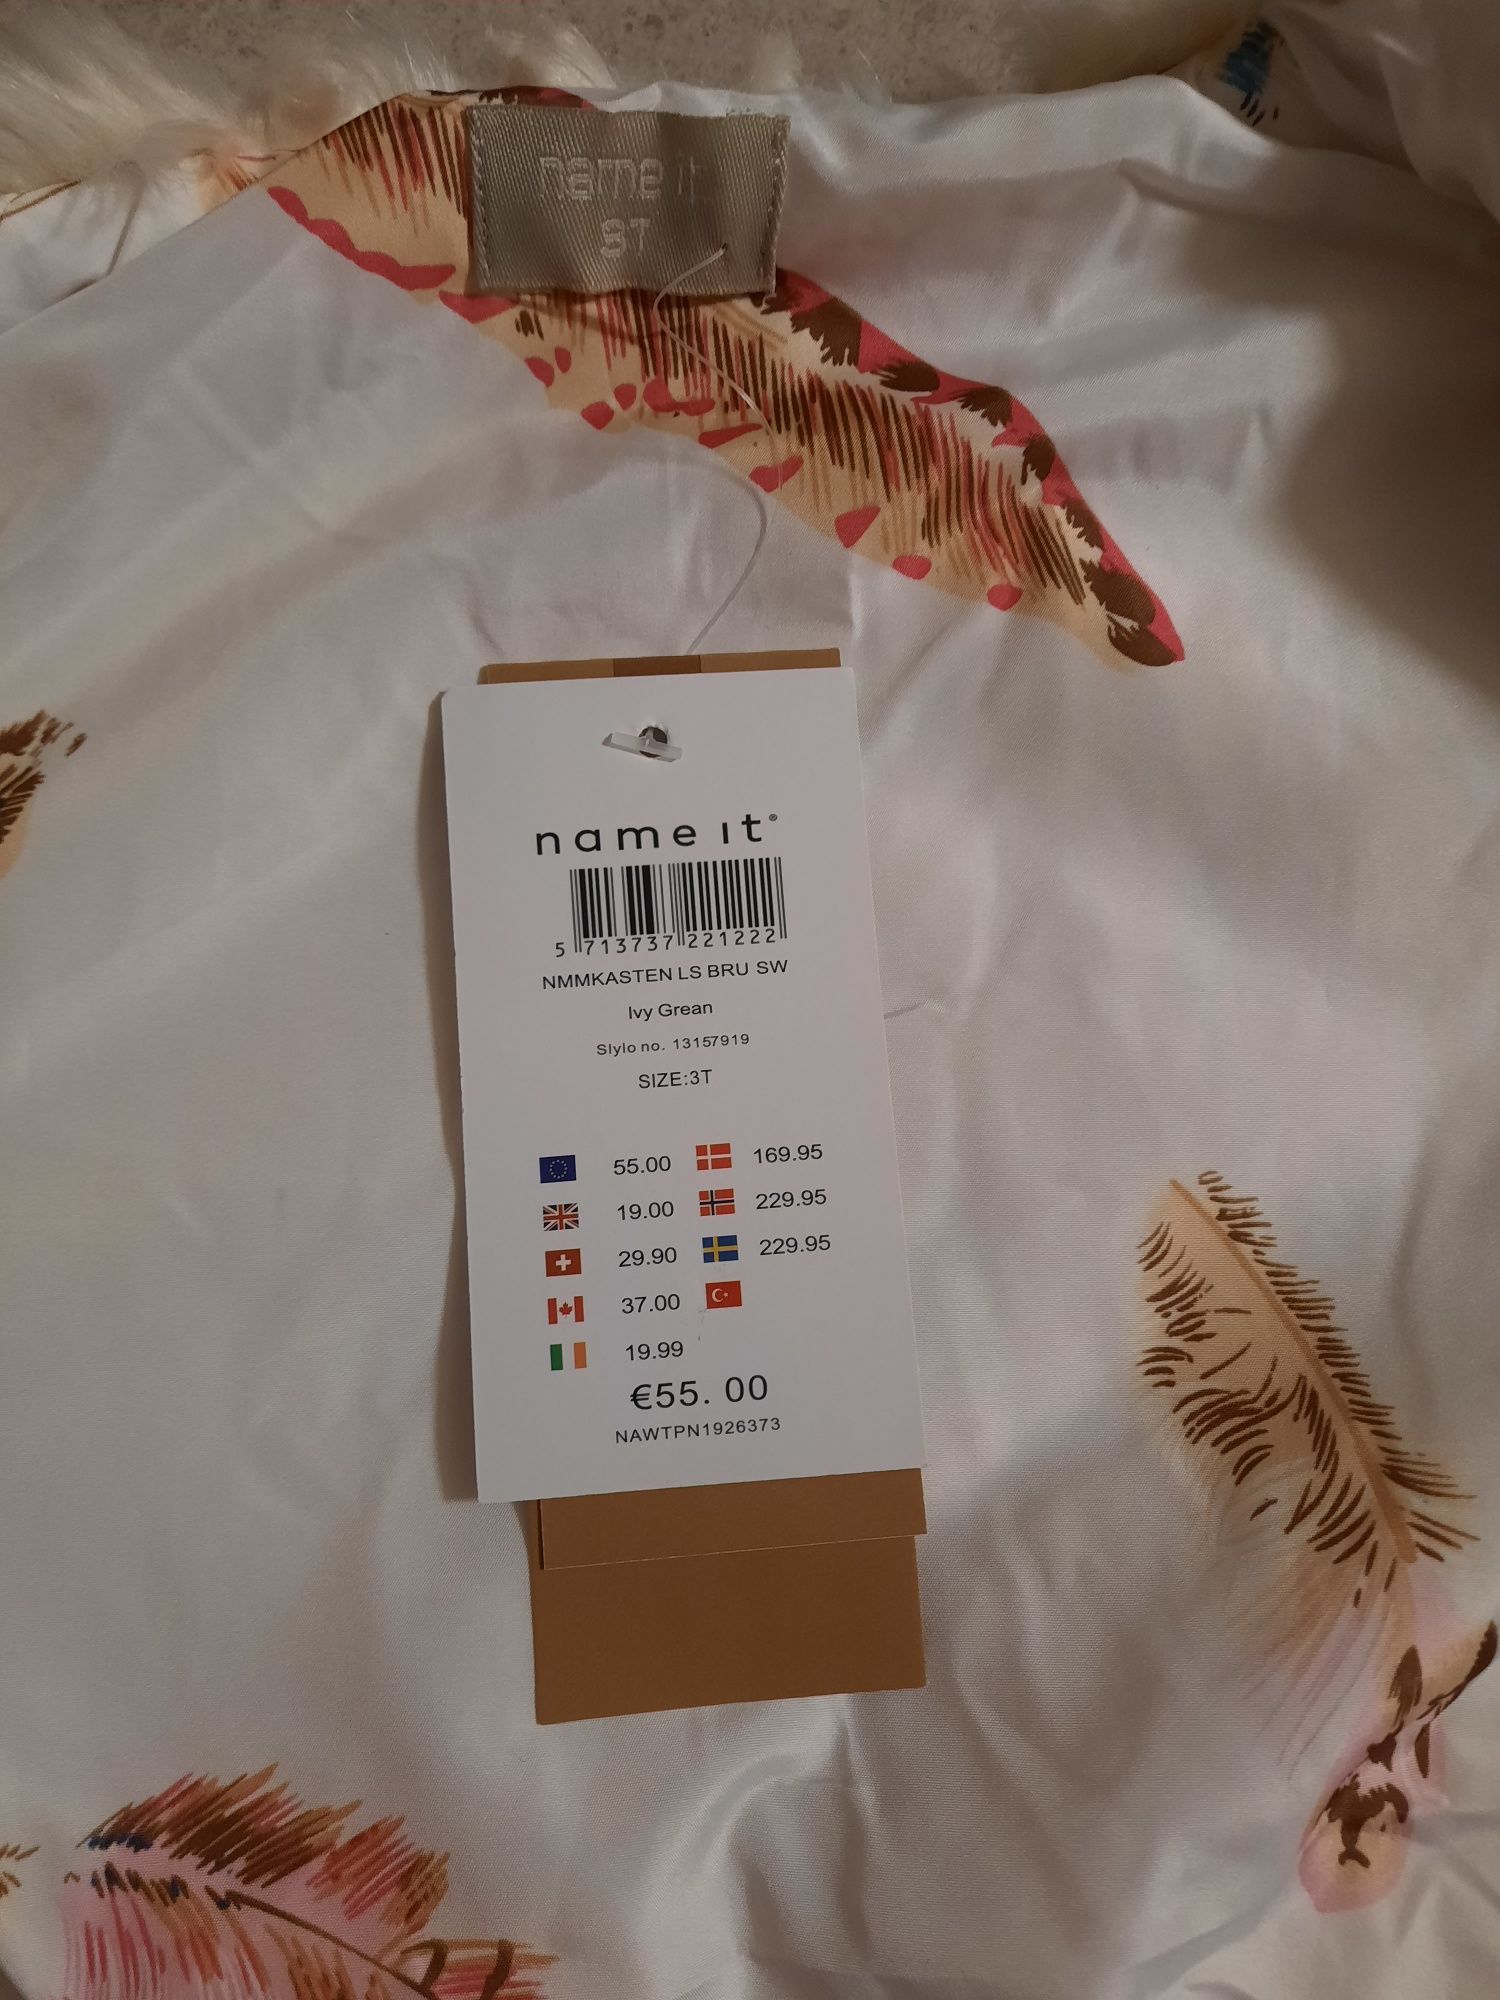 name it
3T
name it®
5 713737 221222
NMMKASTEN LS BRU SW
Ivy Grean
Slylo no. 13157919
SIZE:3T
55.00 169.95
19.00 229.95
29.90 229.95
37.00
19.99
€55. 00
NAWTPN1926373